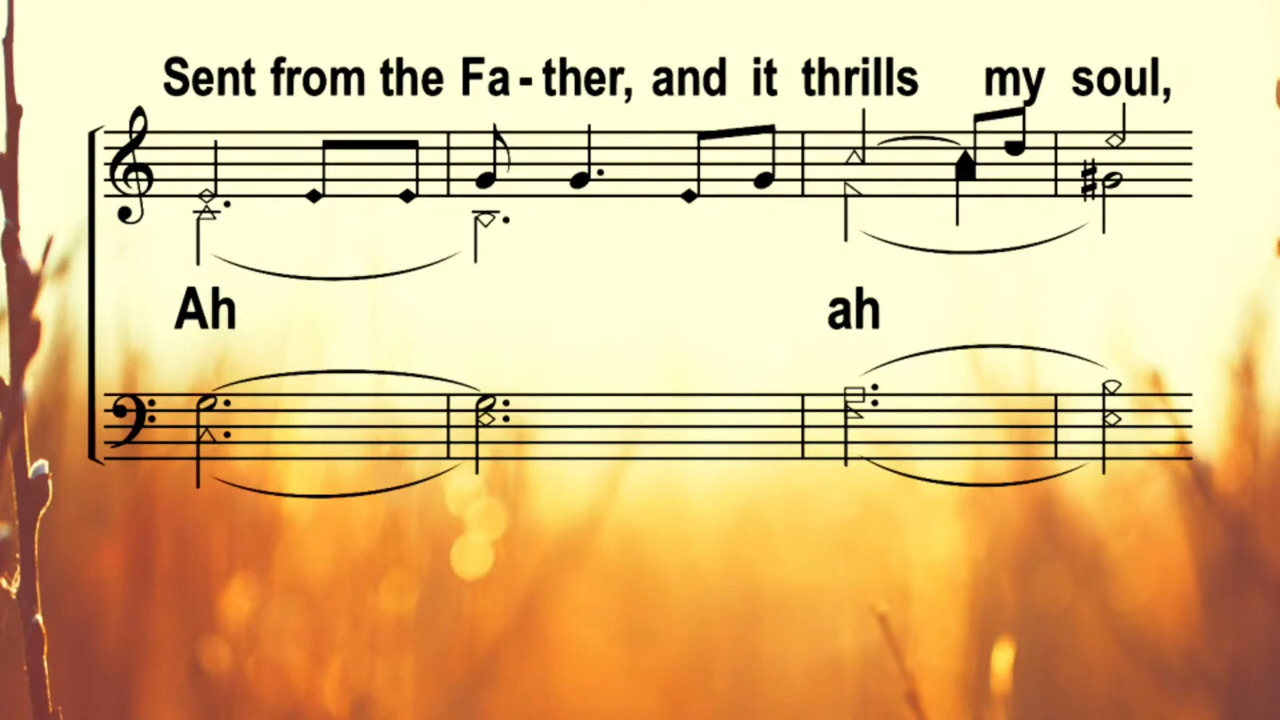 Sent from the Fa - ther, and it thrills my soul,
Ah ah